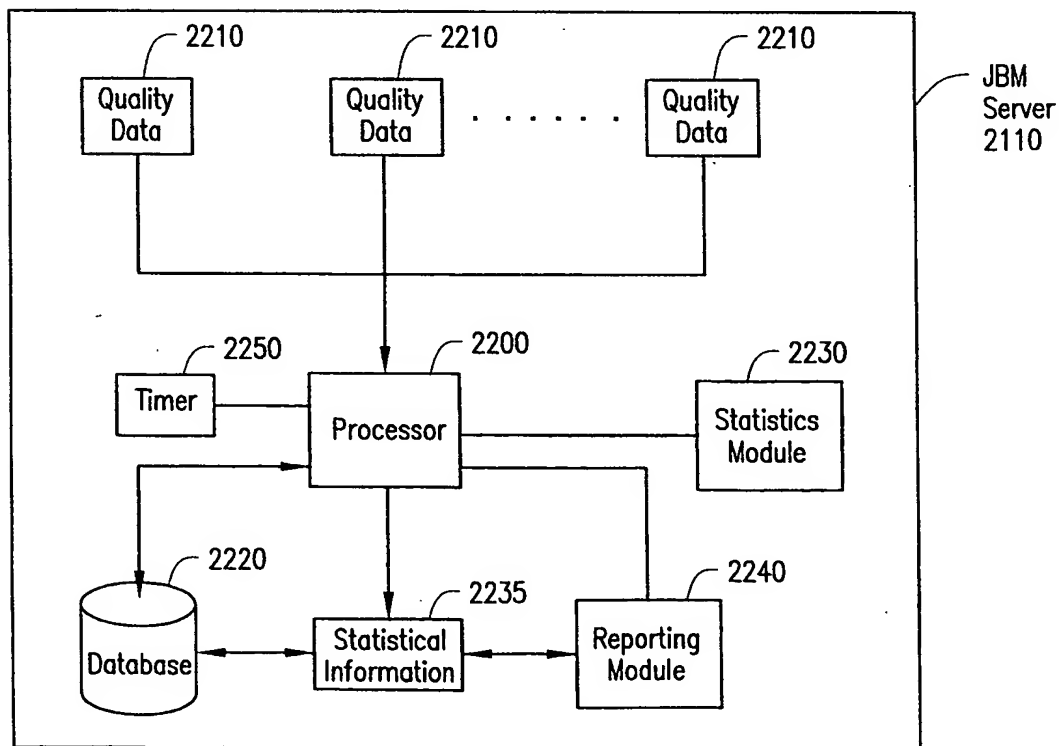 2210
2210
2210
Quality
Data
Quality
Data
. . . . . .
Quality
Data
JBM
Server
2110
2250
2200
2230
Timer
Processor
Statistics
Module
2220
2235
2240
Database
Statistical
Information
Reporting
Module